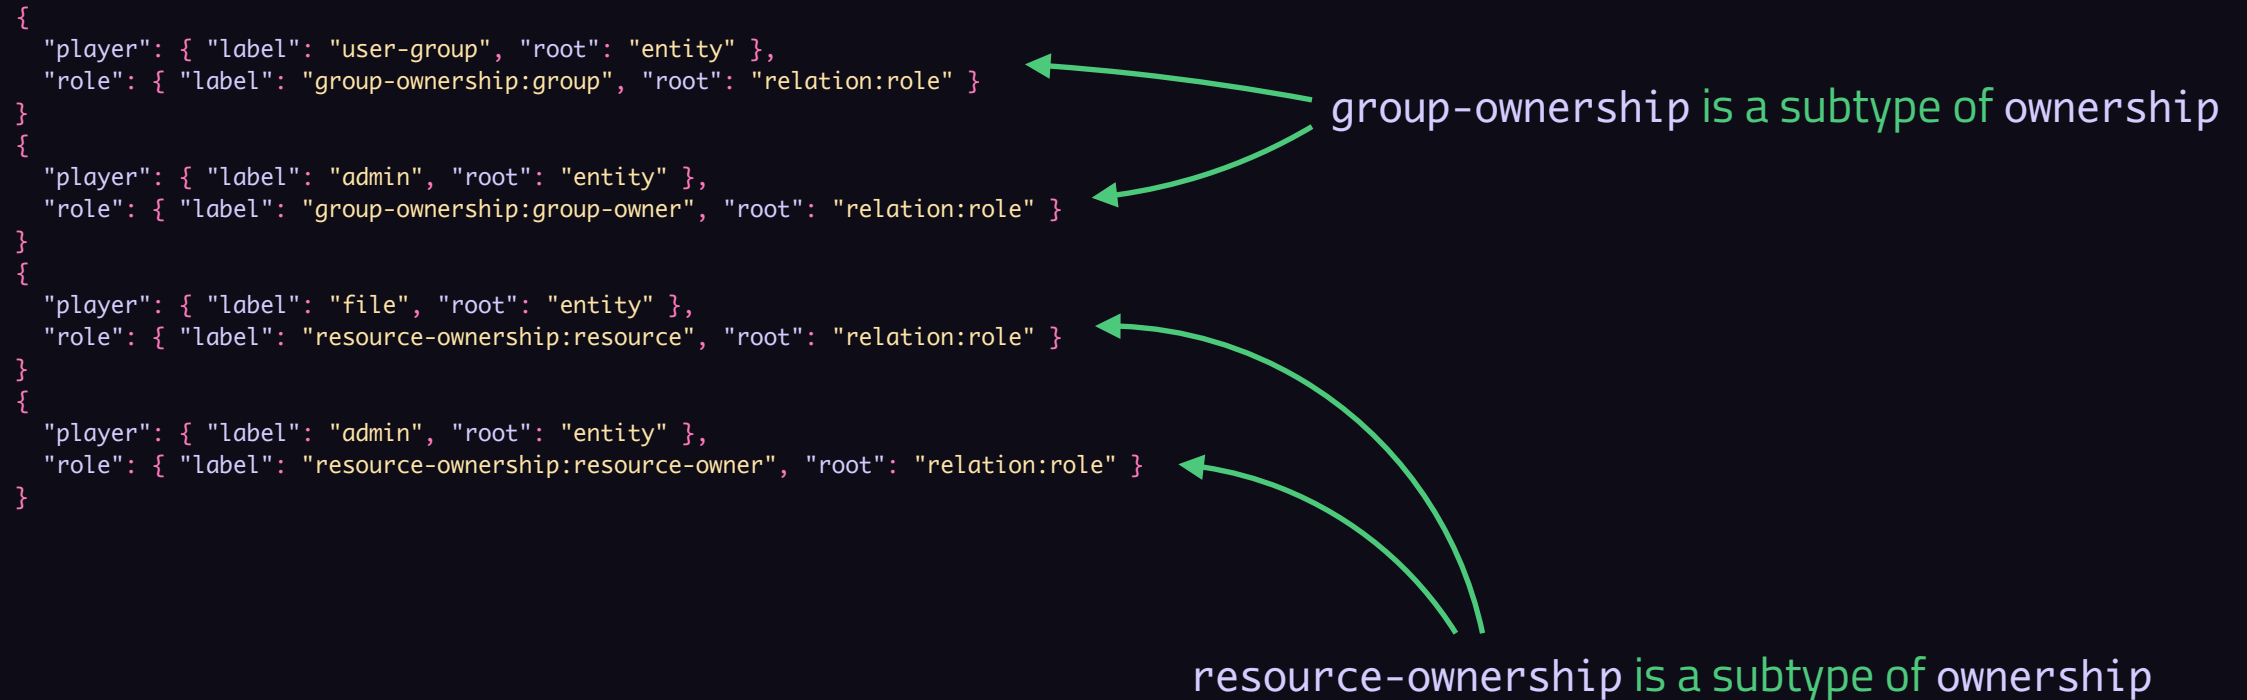 {
  "player": { "label": "user-group", "root": "entity" },
  "role": { "label": "group-ownership:group", "root": "relation:role" }
}
{
  "player": { "label": "admin", "root": "entity" },
  "role": { "label": "group-ownership:group-owner", "root": "relation:role" }
}
{
  "player": { "label": "file", "root": "entity" },
  "role": { "label": "resource-ownership:resource", "root": "relation:role" }
}
{
  "player": { "label": "admin", "root": "entity" },
  "role": { "label": "resource-ownership:resource-owner", "root": "relation:role" }
}
group-ownership is a subtype of ownership
resource-ownership is a subtype of ownership